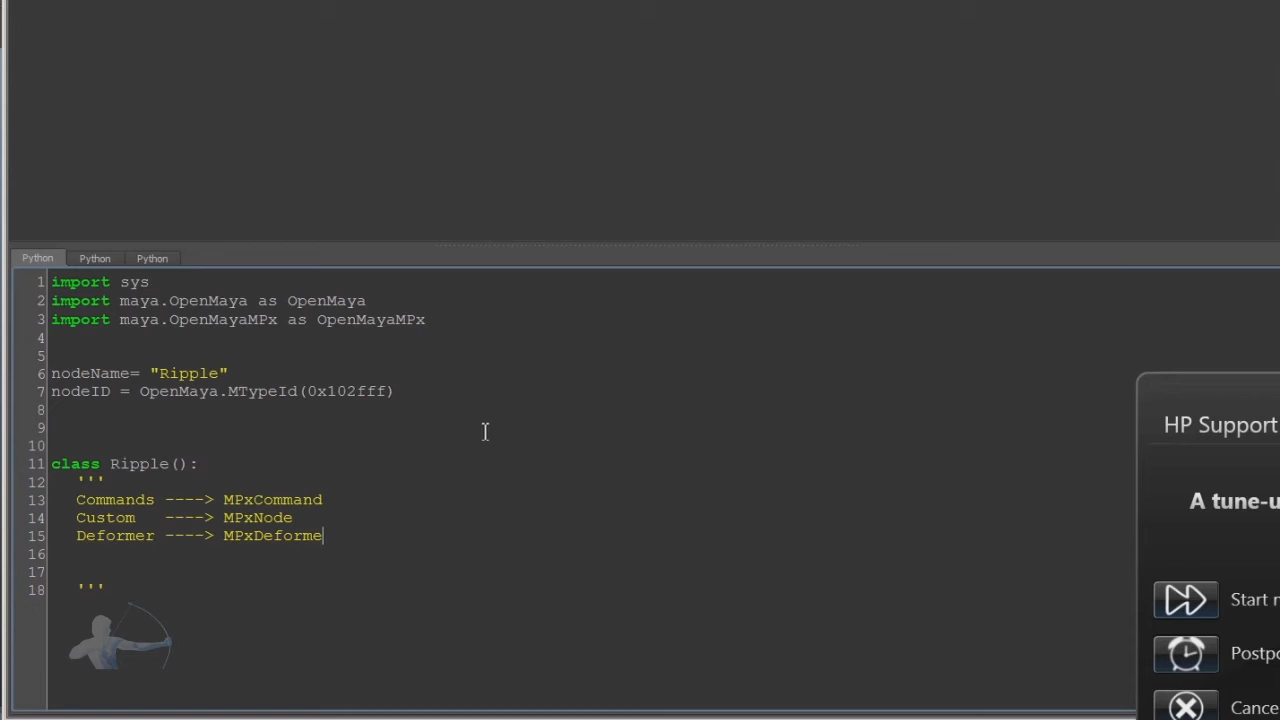 Python Python Python
1 import sys
2 import maya.OpenMaya as OpenMaya
3 import maya.OpenMayaMPx as OpenMayaMPx
4
5
6 nodeName= "Ripple"
7 nodeID = OpenMaya.MTypeId(0x102fff)
8
9
10
11 class Ripple():
12 '''
13 Commands ----> MPxCommand
14 Custom ----> MPxNode
15 Deformer ----> MPxDeforme
16
17
18 '''
HP Support
A tune-u
Start
Postpo
Cance